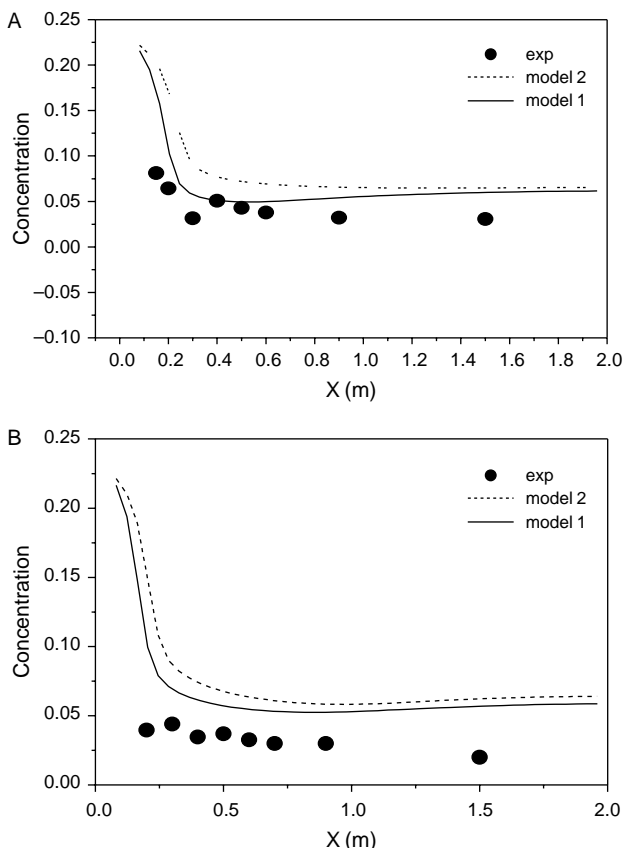 A
0.25
0.20
0.15
0.10
0.05
0.00
−0.05
−0.10
Concentration
exp
model 2
model 1
0.0 0.2 0.4 0.6 0.8 1.0 1.2 1.4 1.6 1.8 2.0
X (m)
B
0.25
0.20
0.15
0.10
0.05
0.00
Concentration
exp
model 2
model 1
0.0 0.5 1.0 1.5 2.0
X (m)